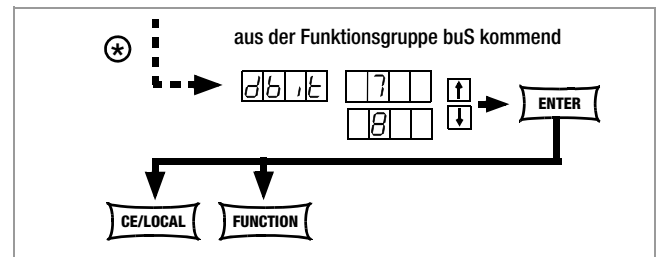 aus der Funktionsgruppe buS kommend
dbit 7
8
ENTER
CE/LOCAL FUNCTION